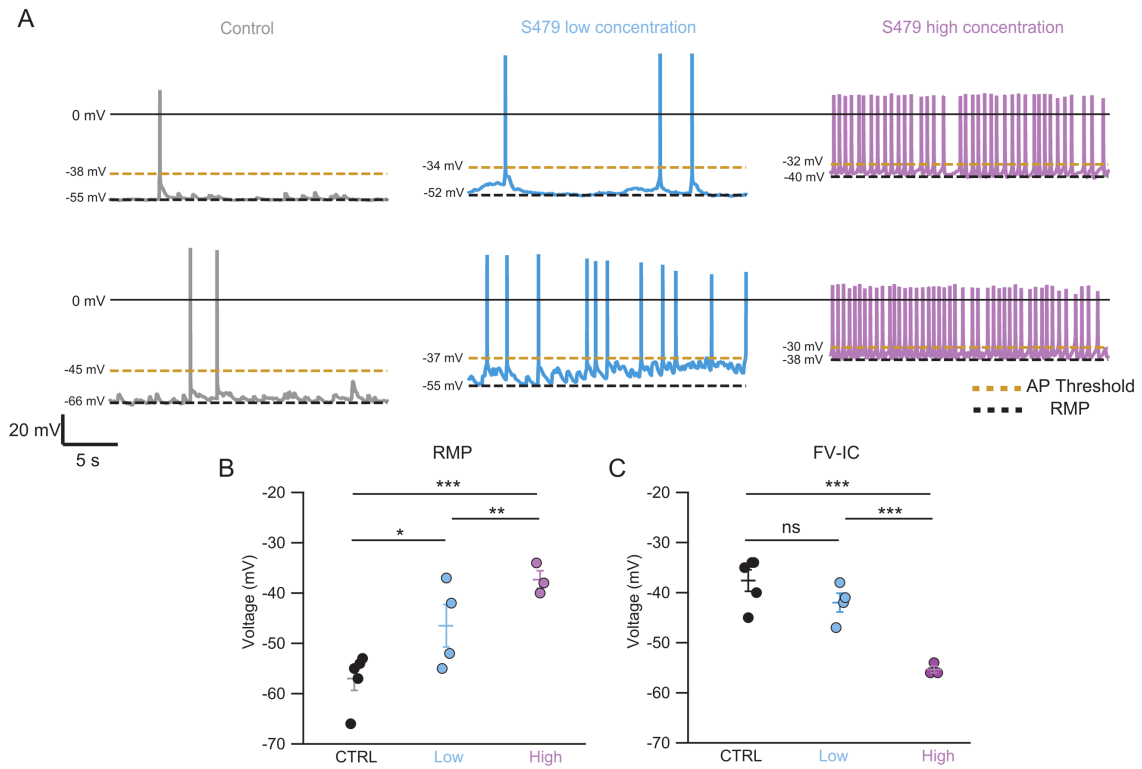 A
Control
S479 low concentration
S479 high concentration
0 mV
-38 mV
-55 mV
-34 mV
-52 mV
-32 mV
-40 mV
0 mV
-45 mV
-66 mV
-37 mV
-55 mV
-30 mV
-38 mV
AP Threshold
RMP
20 mV
5 s
B
RMP
***
**
*
Voltage (mV)
-20
-30
-40
-50
-60
-70
CTRL
Low
High
C
FV-IC
***
***
ns
Voltage (mV)
-20
-30
-40
-50
-60
-70
CTRL
Low
High